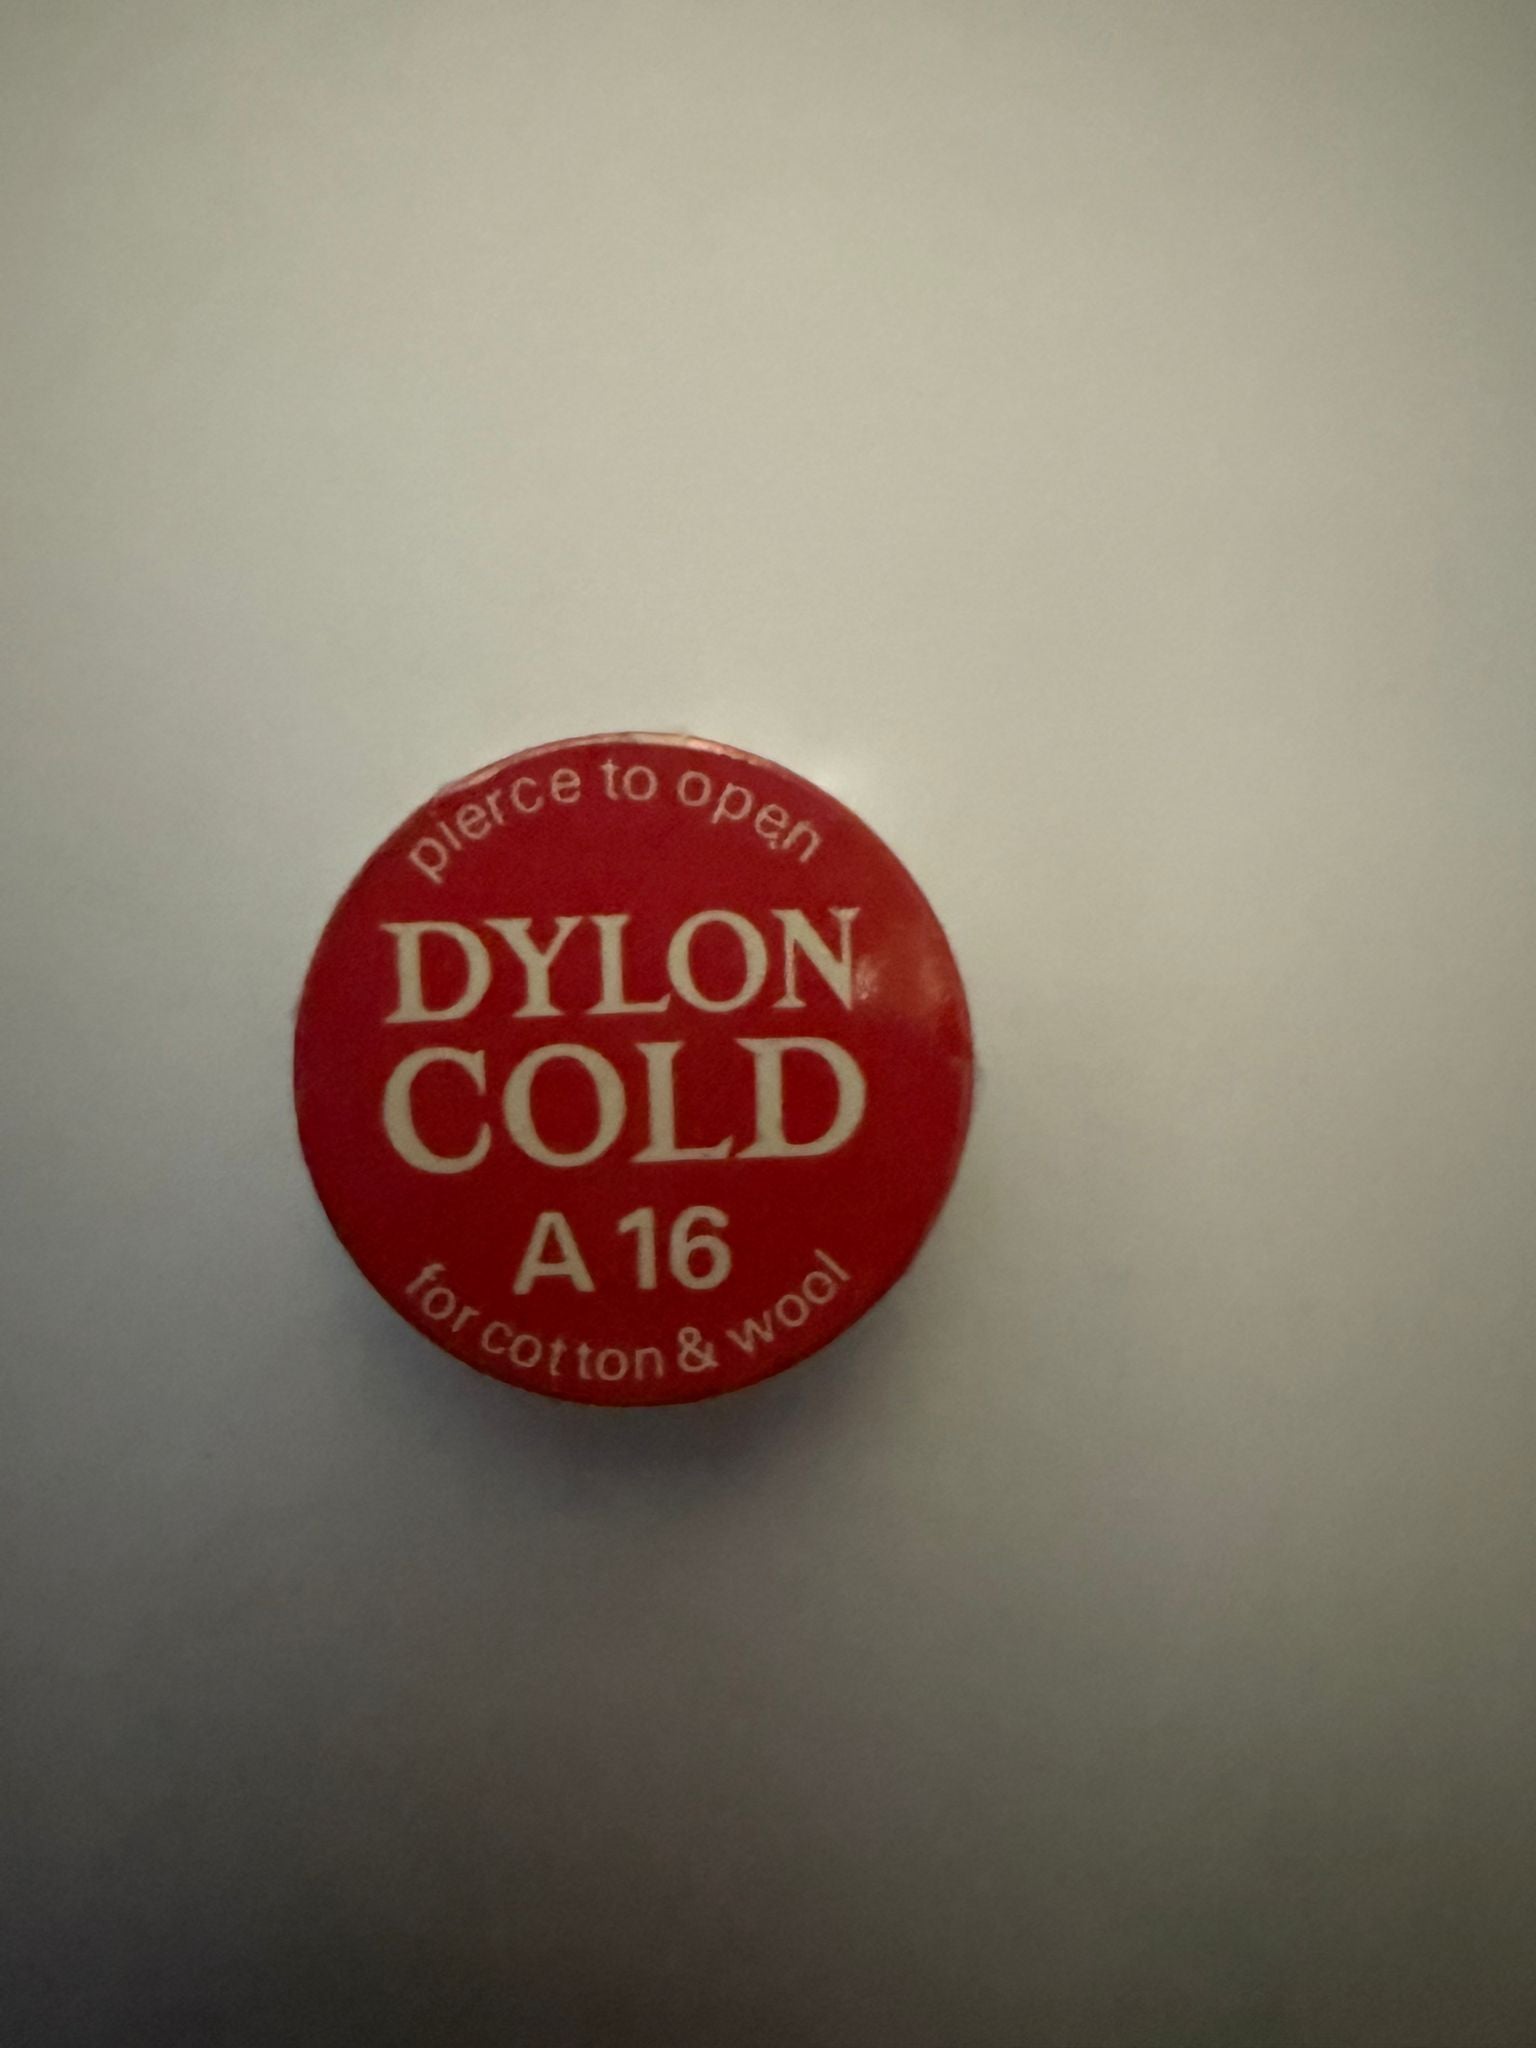 pierce to open
DYLON
COLD
A 16
for cotton & wool